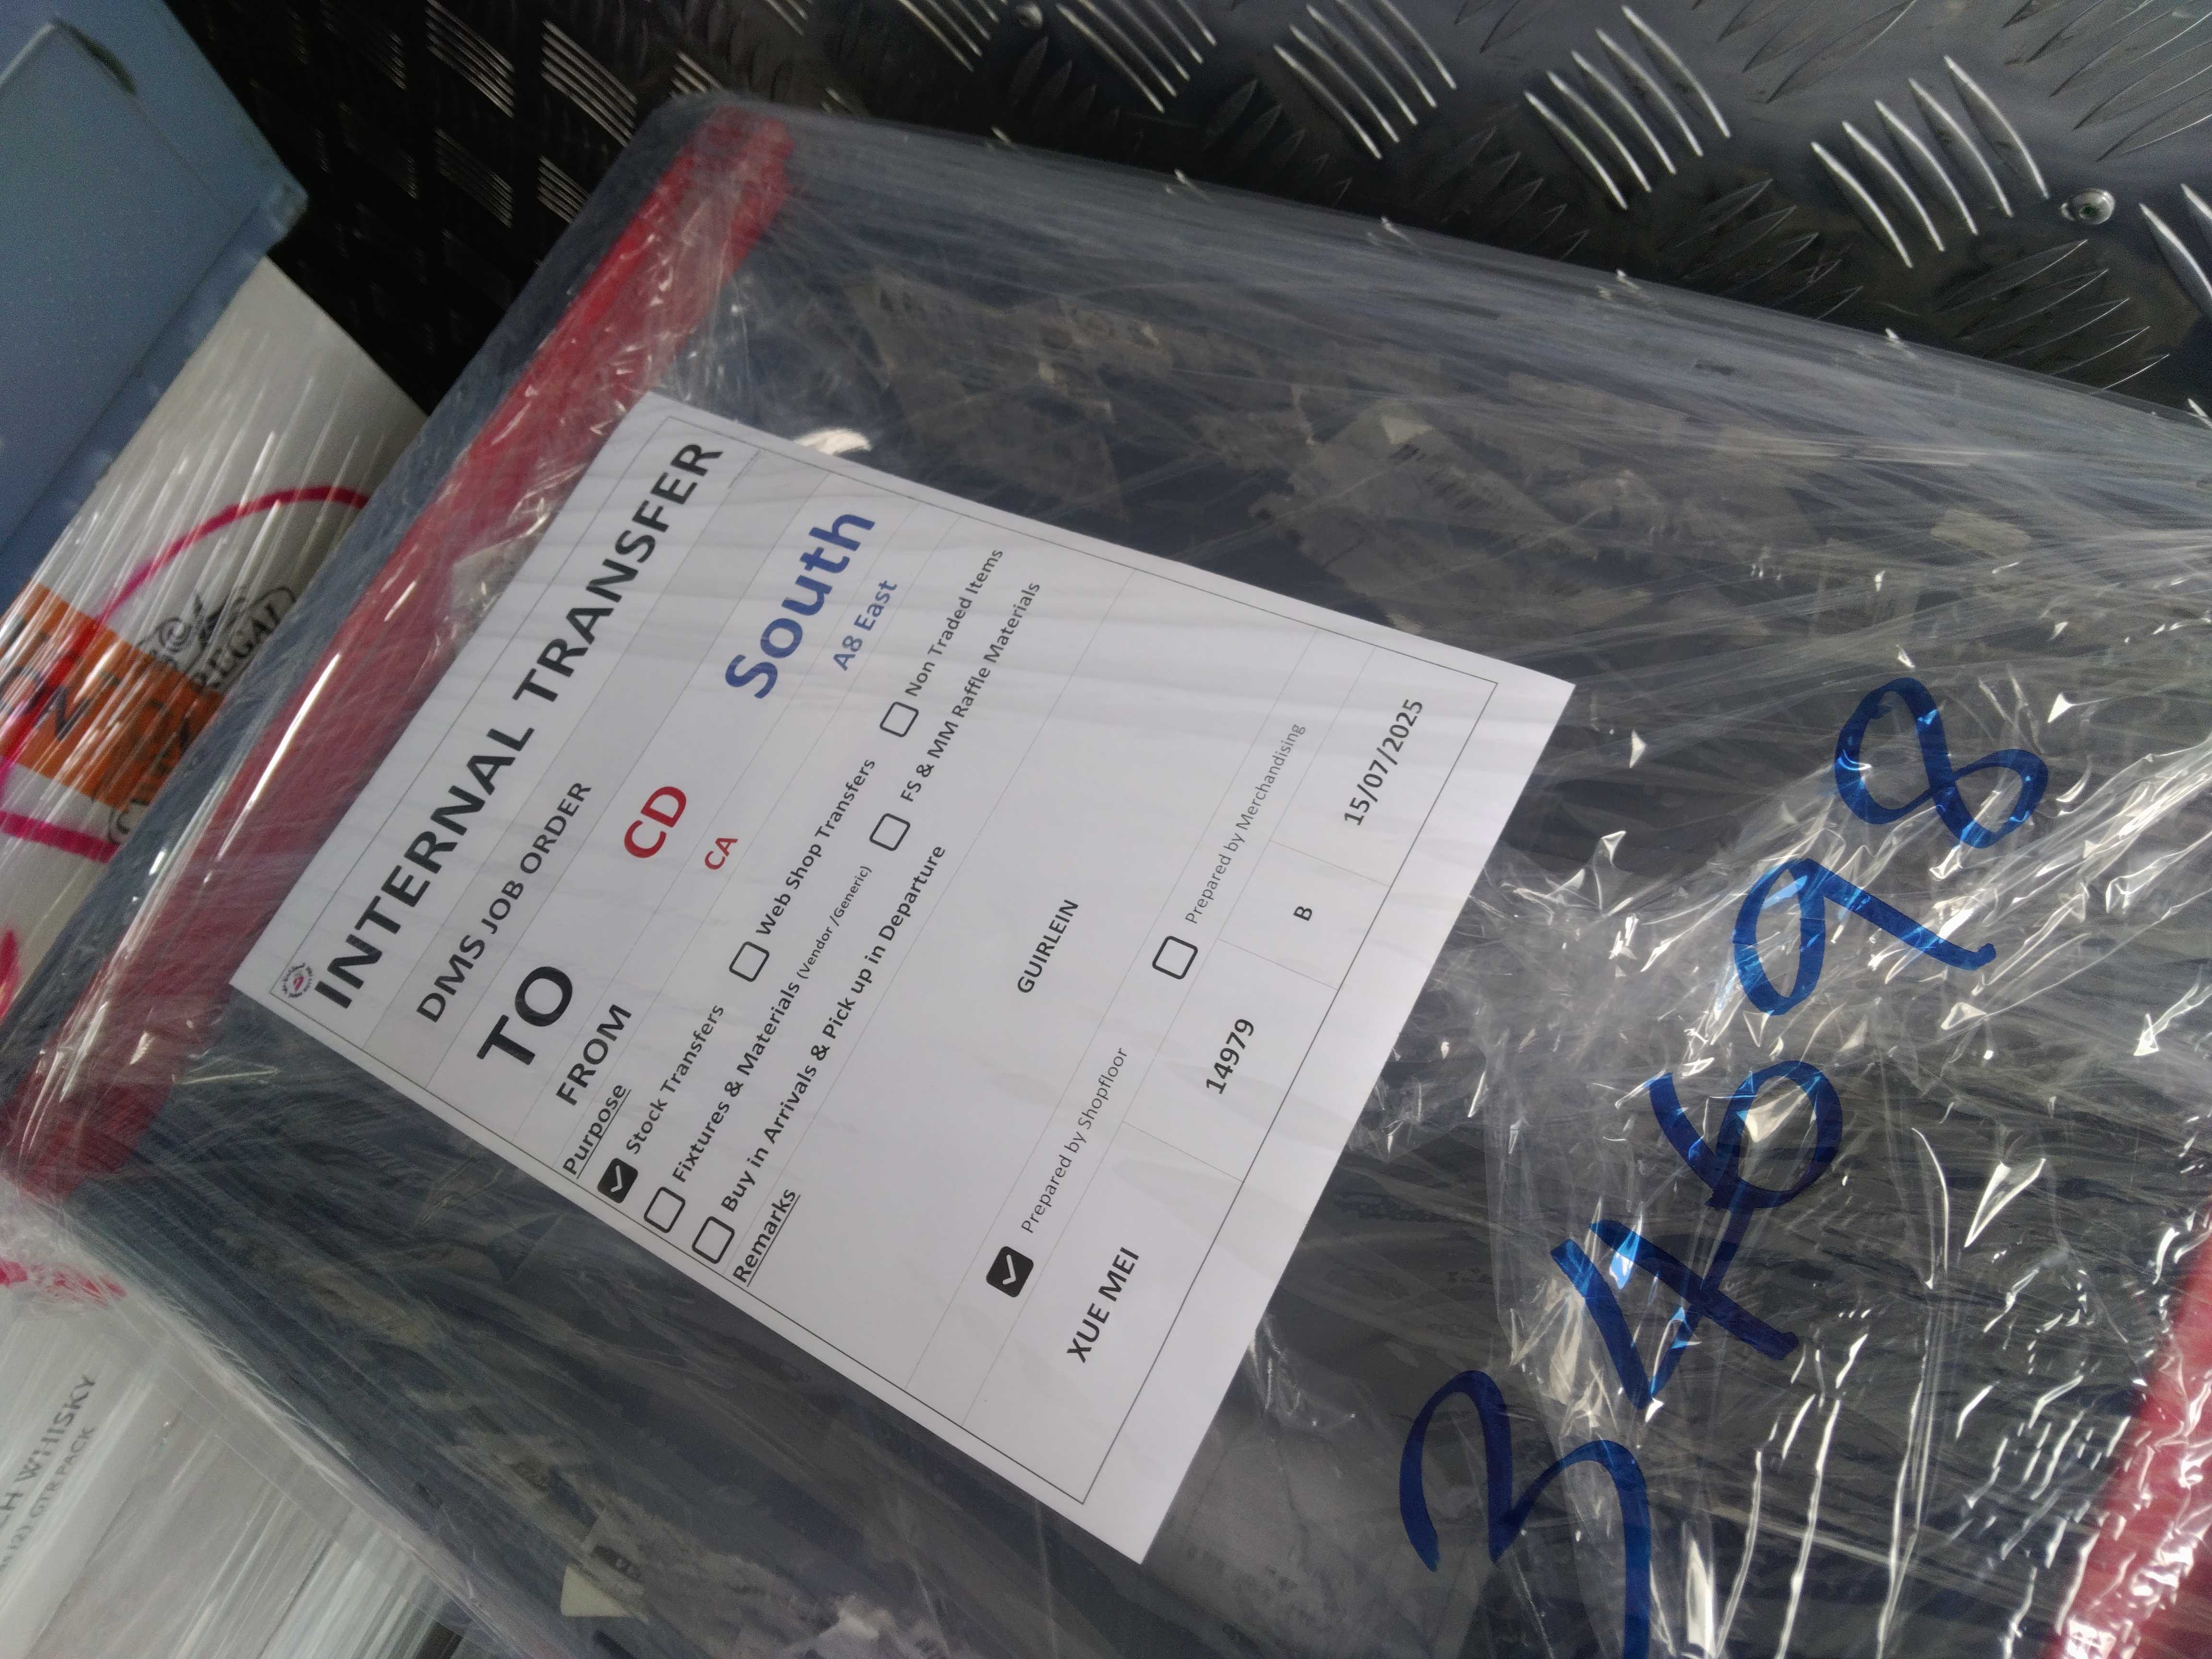 INTERNAL TRANSFER
DMS JOB ORDER
TO CD South
FROM CA A8 East
Purpose
Stock Transfers Web Shop Transfers Non Traded Items
Fixtures & Materials (Vendor /Generic) FS & MM Raffle Materials
Buy in Arrivals & Pick up in Departure
Remarks
GUIRLEIN
Prepared by Shopfloor Prepared by Merchandising
XUE MEI 14979 B 15/07/2025
34698
REGAL
WHISKY
PACK